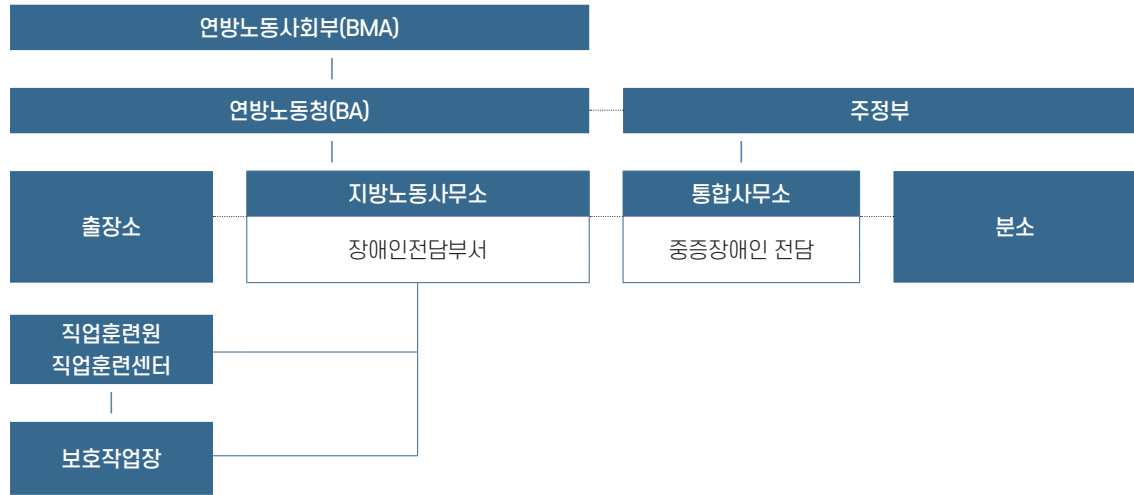 연방노동사회부(BMA)
연방노동청(BA)
주정부
출장소
지방노동사무소
장애인전담부서
통합사무소
중증장애인 전담
분소
직업훈련원
직업훈련센터
보호작업장